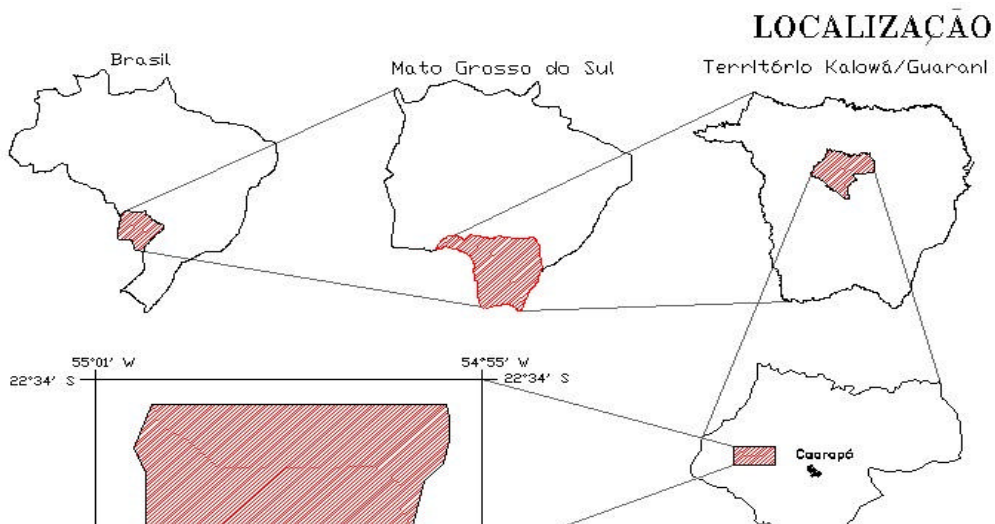 LOCALIZAÇÃO
Brasil
Mato Grosso do Sul
Território Kaiowá/Guarani
55°01' W
54°55' W
22°34' S
22°34' S
Caarapó